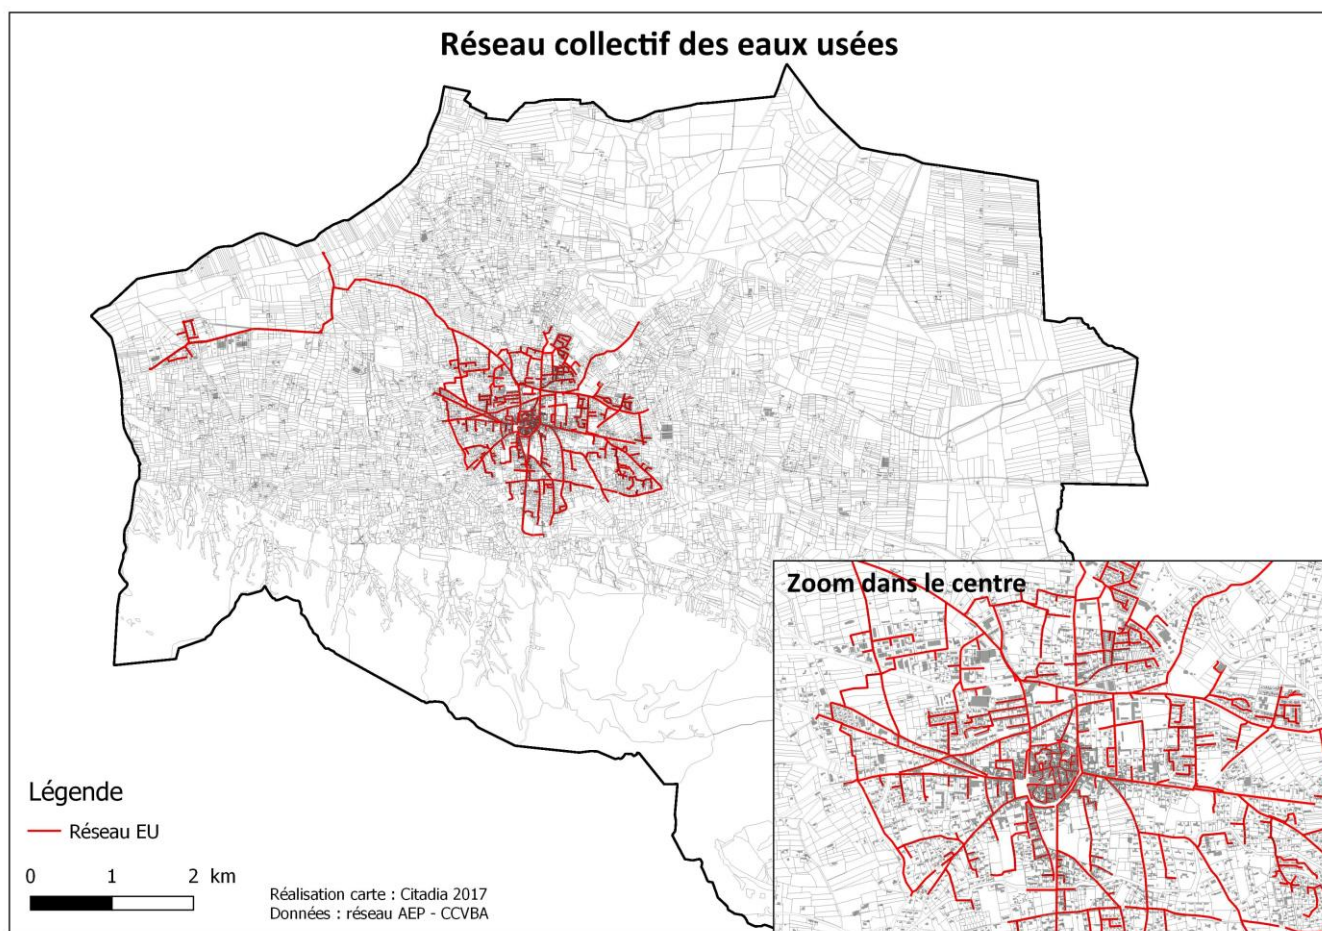 Réseau collectif des eaux usées
Zoom dans le centre
Légende
Réseau EU
0 1 2 km
Réalisation carte : Citadia 2017
Données : réseau AEP - CCVBA